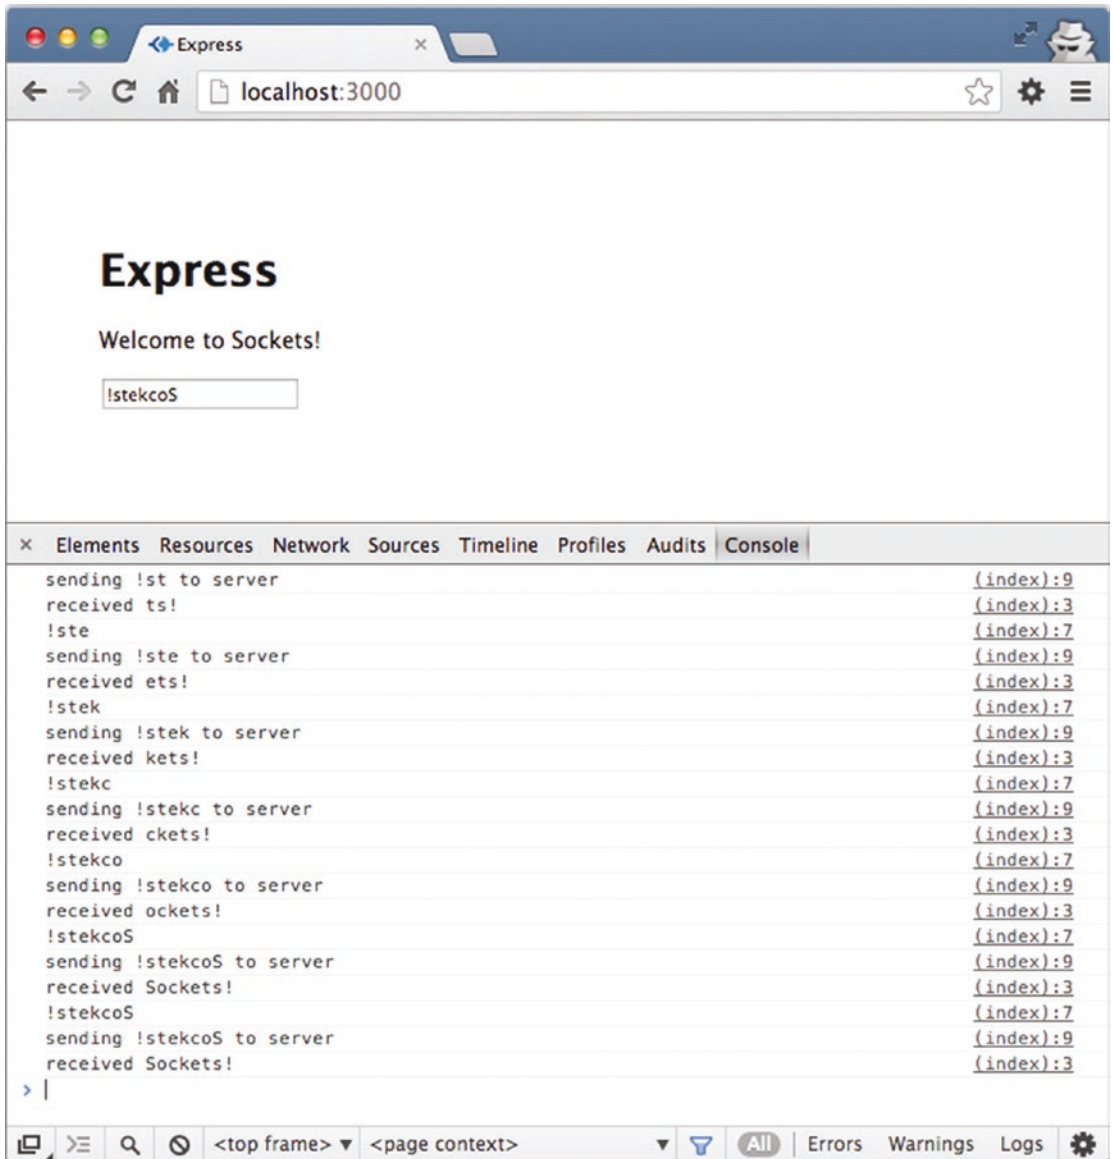 Express
localhost:3000
Express
Welcome to Sockets!
!stekcoS
Elements Resources Network Sources Timeline Profiles Audits Console
sending !st to server (index):9
received ts! (index):3
!ste (index):7
sending !ste to server (index):9
received ets! (index):3
!stek (index):7
sending !stek to server (index):9
received kets! (index):3
!stekc (index):7
sending !stekc to server (index):9
received ckets! (index):3
!stekco (index):7
sending !stekco to server (index):9
received ockets! (index):3
!stekcoS (index):7
sending !stekcoS to server (index):9
received Sockets! (index):3
!stekcoS (index):7
sending !stekcoS to server (index):9
received Sockets! (index):3
<top frame> <page context> All Errors Warnings Logs